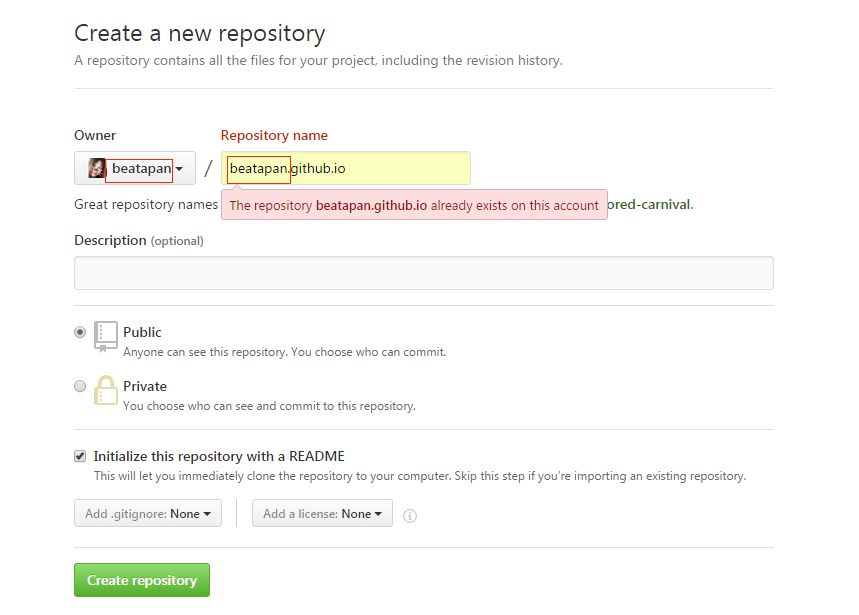 Create a new repository
A repository contains all the files for your project, including the revision history.
Owner Repository name
beatapan / beatapan.github.io
Great repository names ored-carnival.
The repository beatapan.github.io already exists on this account
Description (optional)
Public
Anyone can see this repository. You choose who can commit.
Private
You choose who can see and commit to this repository.
Initialize this repository with a README
This will let you immediately clone the repository to your computer. Skip this step if you’re importing an existing repository.
Add .gitignore: None Add a license: None
Create repository